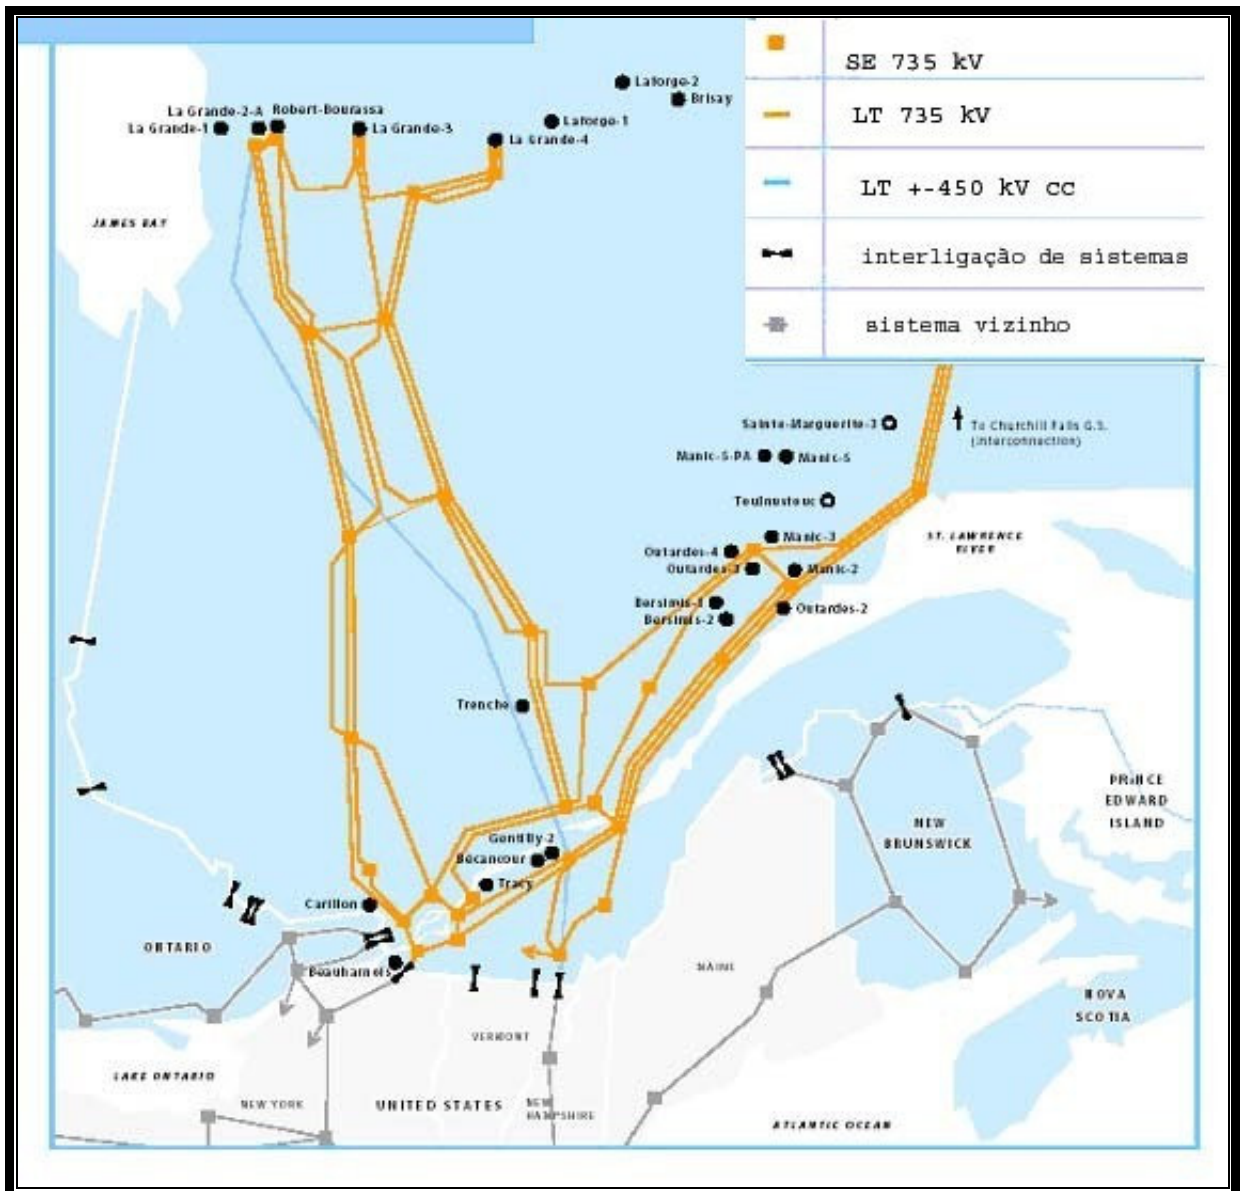 SE 735 kV
LT 735 kV
LT +-450 kV cc
interligação de sistemas
sistema vizinho
Laforge-2
Brisay
La Grande-2-A
Robert-Bourassa
La Grande-1
La Grande-3
Laforge-1
La Grande-4
JAMES BAY
Sainte-Marguerite-3
To Churchill Falls G.S.
(interconnection)
Manic-5-PA
Manic-5
Toulnustouc
ST. LAWRENCE
RIVER
Manic-3
Outardes-4
Outardes-3
Manic-2
Bersimis-1
Bersimis-2
Outardes-2
Trenche
PRINCE
EDWARD
ISLAND
NEW
BRUNSWICK
Gentilly-2
Bécancour
Tracy
Carillon
ONTARIO
Beauharnois
MAINE
NOVA
SCOTIA
VERMONT
LAKE ONTARIO
NEW YORK
UNITED STATES
NEW
HAMPSHIRE
ATLANTIC OCEAN